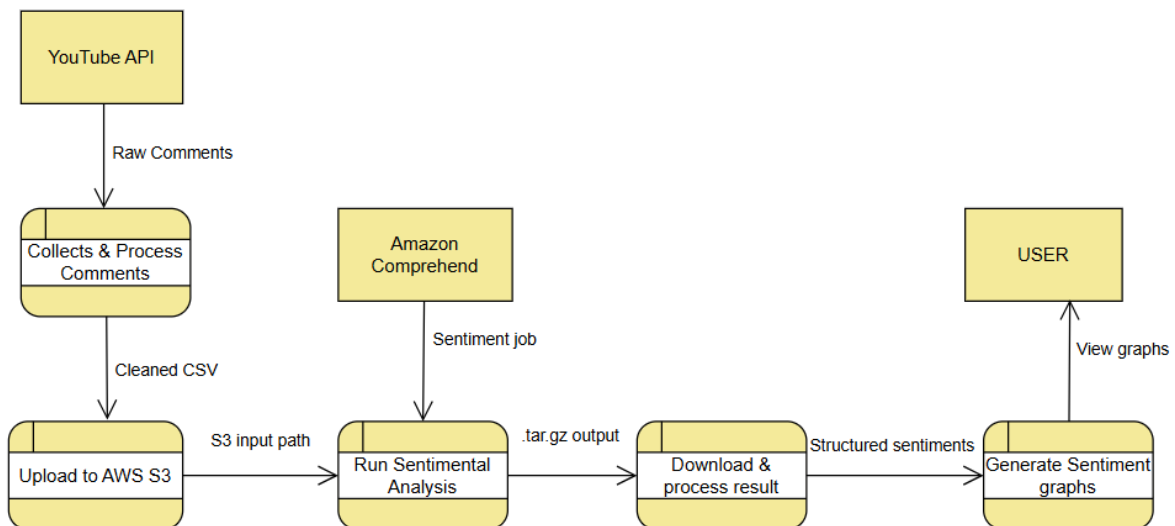 YouTube API
Raw Comments
Collects & Process
Comments
Amazon
Comprehend
USER
Sentiment job
View graphs
Cleaned CSV
S3 input path
.tar.gz output
Structured sentiments
Upload to AWS S3
Run Sentimental
Analysis
Download &
process result
Generate Sentiment
graphs